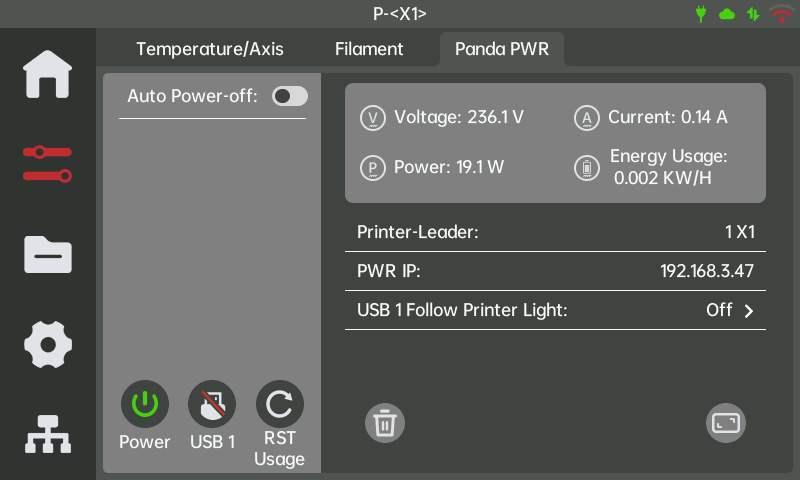 P-<X1>
Temperature/Axis
Filament
Panda PWR
Auto Power-off:
V Voltage: 236.1 V
A Current: 0.14 A
P Power: 19.1 W
Energy Usage:
0.002 KW/H
Printer-Leader: 1 X1
PWR IP: 192.168.3.47
USB 1 Follow Printer Light: Off
Power
USB 1
RST
Usage